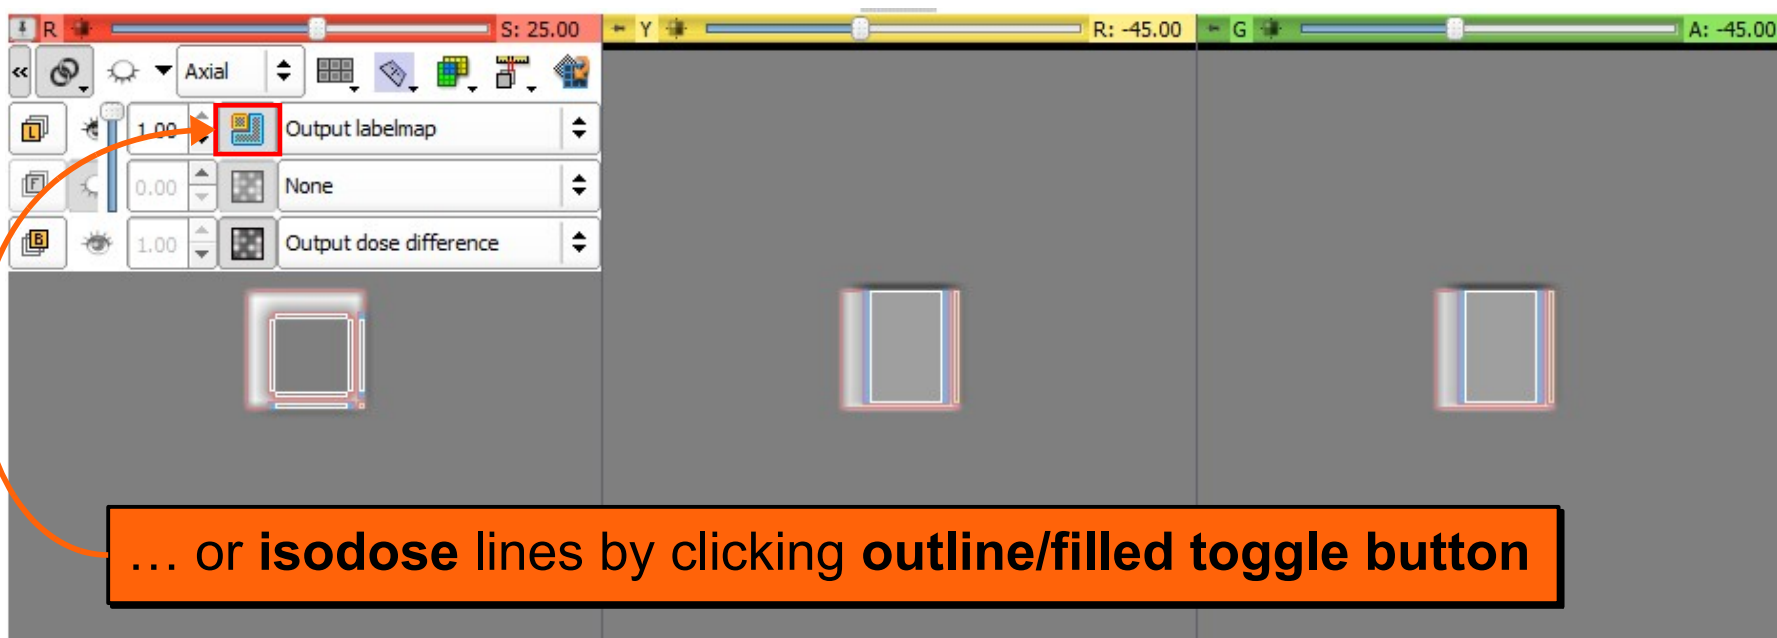 R S: 25.00 Y R: -45.00 G A: -45.00
« Axial
L 1.00 Output labelmap
F 0.00 None
B 1.00 Output dose difference
… or isodose lines by clicking outline/filled toggle button